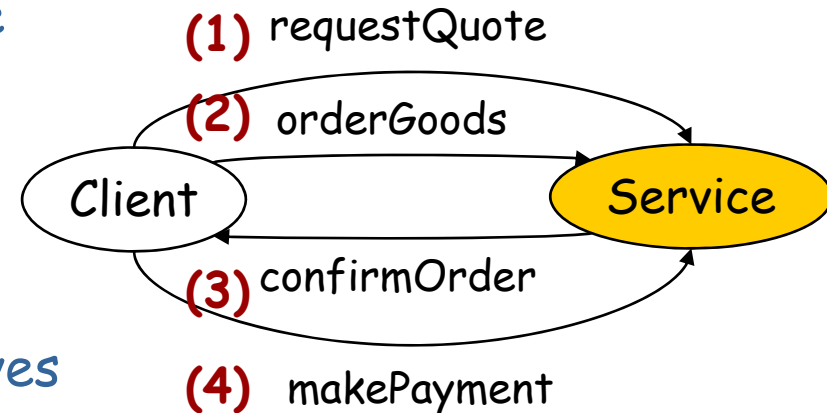 (1) requestQuote
(2) orderGoods
Client
Service
(3) confirmOrder
(4) makePayment